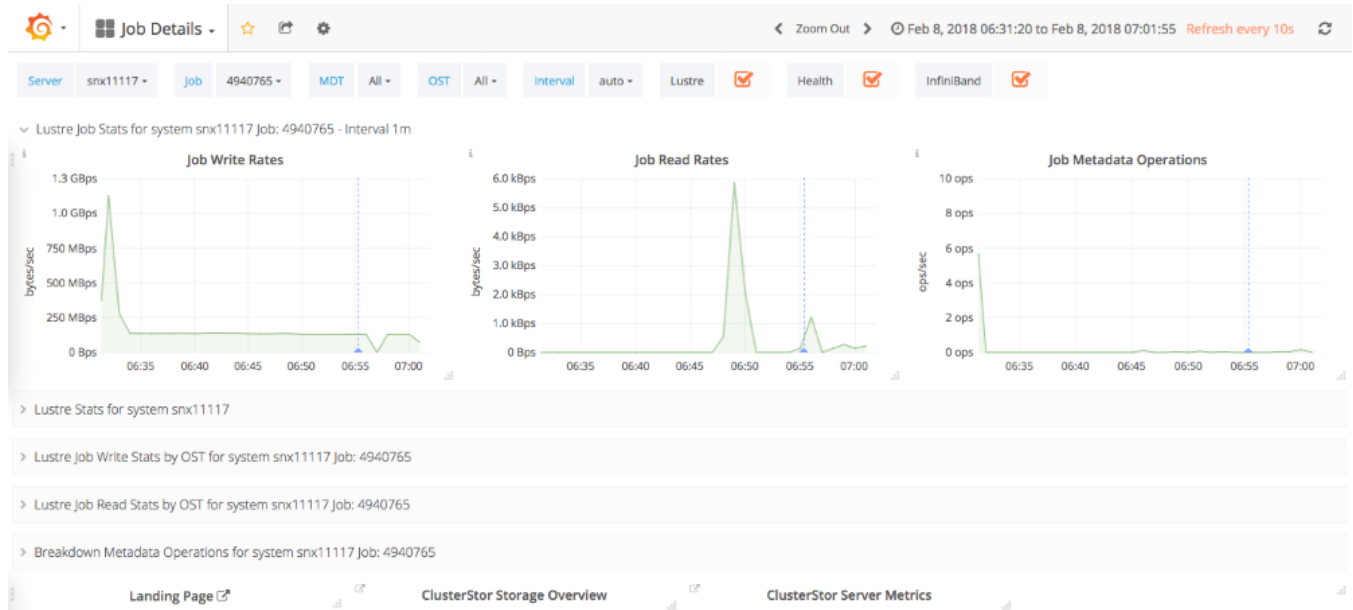 Job Details
Zoom Out
Feb 8, 2018 06:31:20 to Feb 8, 2018 07:01:55 Refresh every 10s
Server snx11117 Job 4940765 MDT All OST All Interval auto Lustre Health InfiniBand
Lustre Job Stats for system snx11117 Job: 4940765 - Interval 1m
Job Write Rates
1.3 GBps
1.0 GBps
750 MBps
500 MBps
250 MBps
0 Bps
bytes/sec
06:35 06:40 06:45 06:50 06:55 07:00
Job Read Rates
6.0 kBps
5.0 kBps
4.0 kBps
3.0 kBps
2.0 kBps
1.0 kBps
0 Bps
bytes/sec
06:35 06:40 06:45 06:50 06:55 07:00
Job Metadata Operations
10 ops
8 ops
6 ops
4 ops
2 ops
0 ops
ops/sec
06:35 06:40 06:45 06:50 06:55 07:00
Lustre Stats for system snx11117
Lustre Job Write Stats by OST for system snx11117 Job: 4940765
Lustre Job Read Stats by OST for system snx11117 Job: 4940765
Breakdown Metadata Operations for system snx11117 Job: 4940765
Landing Page
ClusterStor Storage Overview
ClusterStor Server Metrics